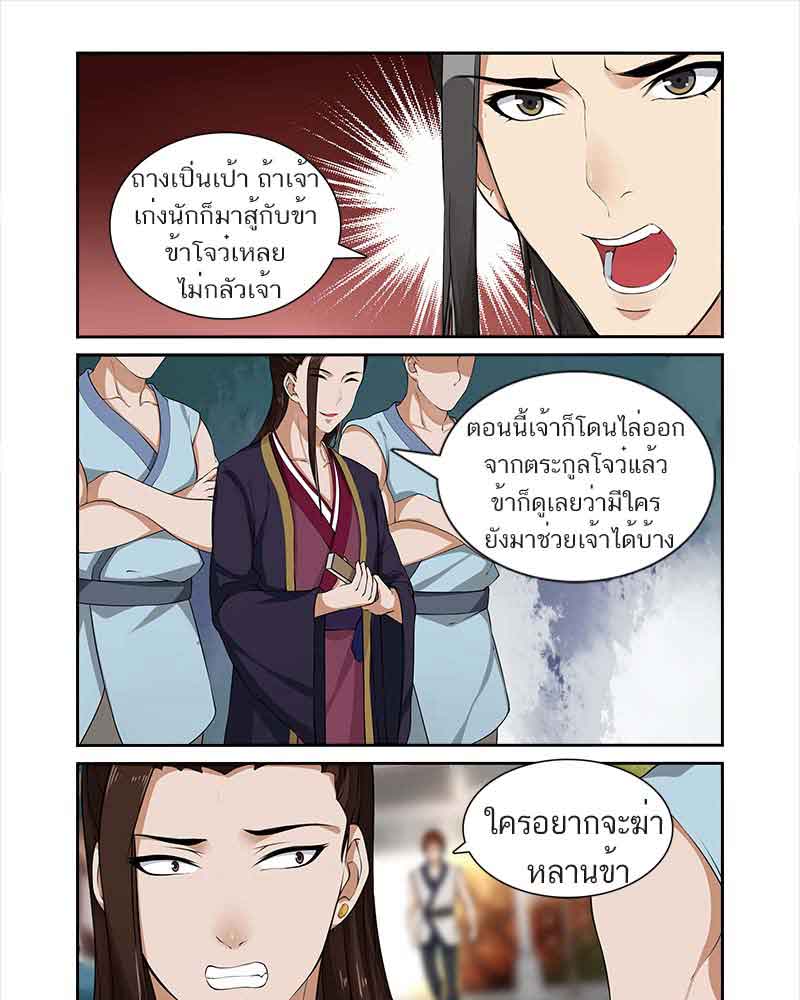 ถางเปิ่นเป้า ถ้าเจ้า
เก่งนักก็มาสู้กับข้า
ข้าโจว๋เหลย
ไม่กลัวเจ้า
ตอนนี้เจ้าก็โดนไล่ออก
จากตระกูลโจว๋แล้ว
ข้าก็ดูเลยว่ามีใคร
ยังมาช่วยเจ้าได้บ้าง
ใครอยากจะฆ่า
หลานข้า